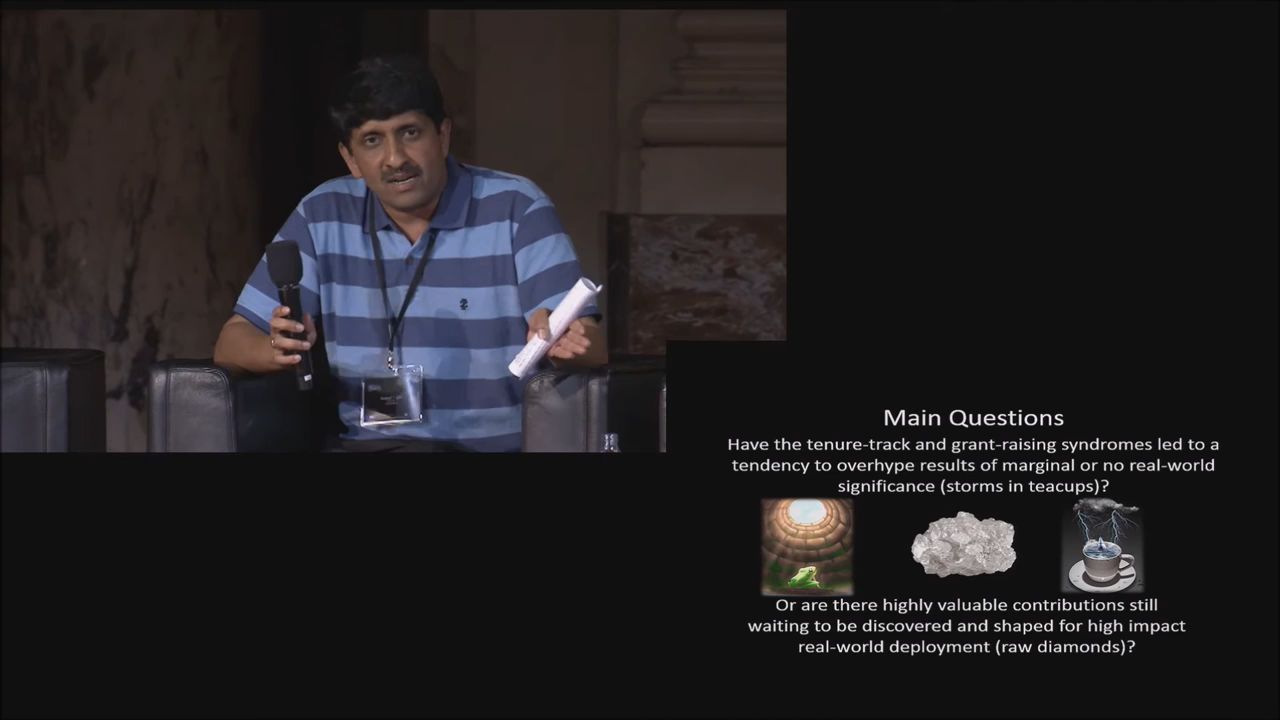 Main Questions
Have the tenure-track and grant-raising syndromes led to a
tendency to overhype results of marginal or no real-world
significance (storms in teacups)?
Or are there highly valuable contributions still
waiting to be discovered and shaped for high impact
real-world deployment (raw diamonds)?